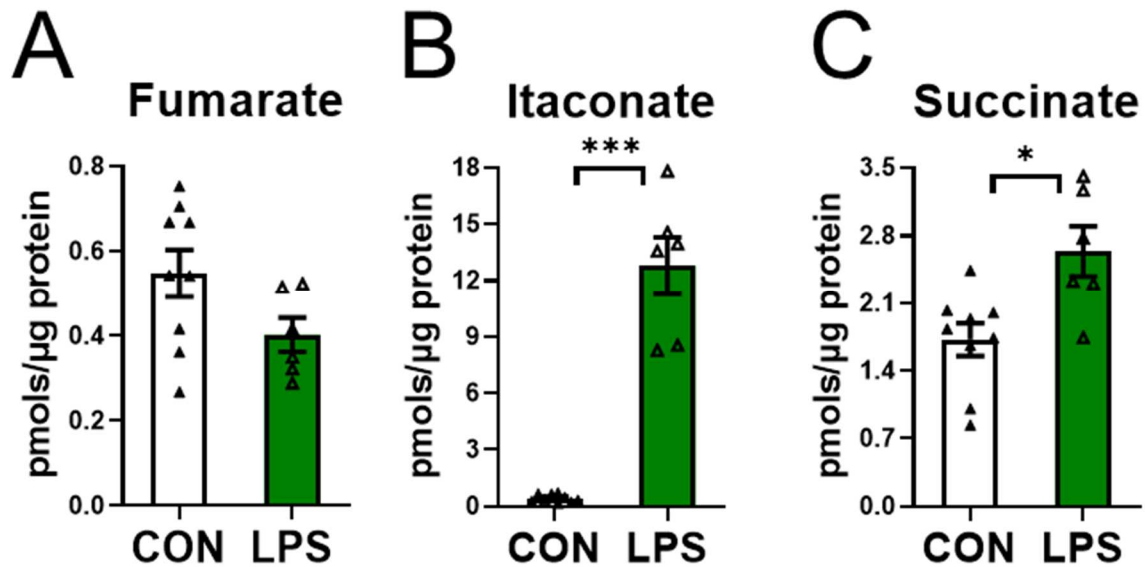 A
Fumarate
pmols/µg protein
0.8
0.6
0.4
0.2
0.0
CON LPS
B
Itaconate
***
pmols/µg protein
18
15
12
9
6
3
0
CON LPS
C
Succinate
*
pmols/µg protein
3.5
2.8
2.1
1.4
0.7
0.0
CON LPS